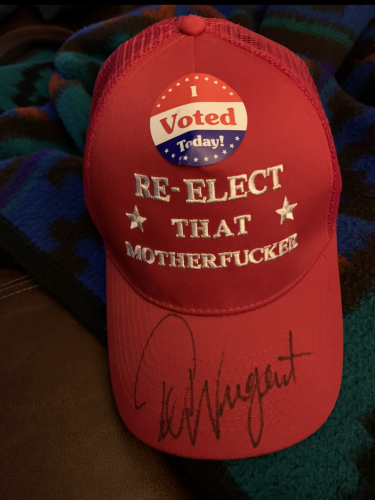 I
Voted
Today!
RE-ELECT
THAT
MOTHERFUCKER
Nugent